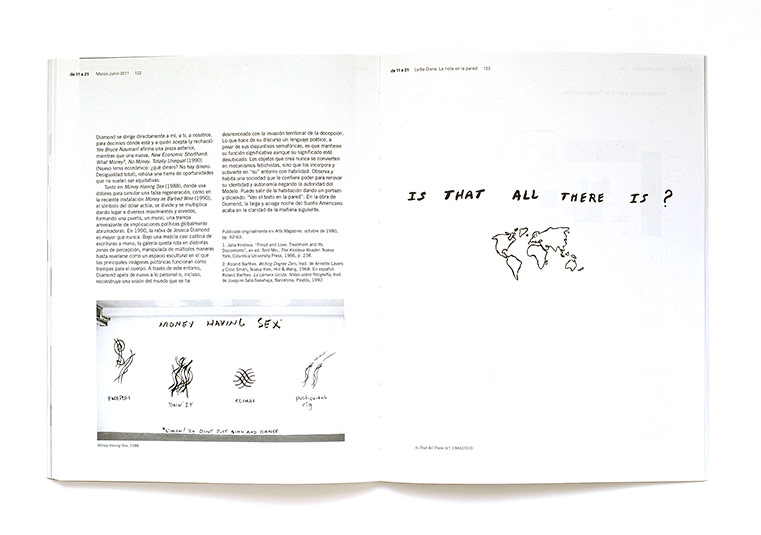 de 11 a 21   Marzo-Junio 2011   122
Diamond se dirige directamente a mí, a ti, a nosotros,
para decirnos dónde está y a quién acepta (y rechaza).
Yes Bruce Nauman! afirma una pieza anterior,
mientras que una nueva, New Economic Shorthand:
What Money?, No Money, Totally Unequal (1990)
(Nuevo lema económico: ¿qué dinero? No hay dinero.
Desigualdad total), rehúsa una tierra de oportunidades
que no suelen ser equitativas.
Tanto en Money Having Sex (1988), donde usa
dólares para simular una falsa regeneración, como en
la reciente instalación Money as Barbed Wire (1990),
el símbolo del dólar actúa, se divide y se multiplica
dando lugar a diversos movimientos y enredos,
formando una puerta, un mural, una trampa
amenazante de implicaciones políticas globalmente
abrumadoras. En 1990, la rabia de Jessica Diamond
es mayor que nunca. Bajo una mezcla casi caótica de
escrituras a mano, la galería queda rota en distintas
zonas de percepción, manipulada de múltiples maneras
hasta revelarse como un espacio escultural en el que
las principales imágenes pictóricas funcionan como
trampas para el cuerpo. A través de este entorno,
Diamond apela de nuevo a lo personal o, incluso,
reconstruye una visión del mundo que se ha
desmoronado con la invasión territorial de la decepción.
Lo que hace de su discurso un lenguaje poético, a
pesar de sus disyuntivas semafóricas, es que mantiene
su función significativa aunque su significado esté
desubicado. Los objetos que crea nunca se convierten
en mecanismos fetichistas, sino que los incorpora y
subvierte en "su" entorno con habilidad. Observa y
habita una sociedad que le confiere poder para renovar
su identidad y autonomía negando la autoridad del
Modelo. Puede salir de la habitación dando un portazo
y diciendo: "Veo el texto en la pared". En la obra de
Diamond, la larga y aciaga noche del Sueño Americano
acaba en la claridad de la mañana siguiente.
Publicado originalmente en Arts Magazine, octubre de 1990,
pp. 62-63.
1. Julia Kristeva, "Freud and Love: Treatment and Its
Discontents", en ed. Toril Moi, The Kristeva Reader, Nueva
York, Columbia University Press, 1986, p. 238.
2. Roland Barthes, Writing Degree Zero, trad. de Annette Lavers
y Colin Smith, Nueva York, Hill & Wang, 1968. En español:
Roland Barthes, La cámara lúcida. Notas sobre fotografía, trad.
de Joaquim Sala-Sanahuja, Barcelona, Paidós, 1992.
MONEY HAVING SEX
FOREPLAY
DOIN' IT
CLIMAX
post-coital
cig
Money Having Sex, 1988
de 11 a 21   Lydia Dona: La nota en la pared   123
IS THAT ALL THERE IS ?
Is That All There Is?, 1984/2010